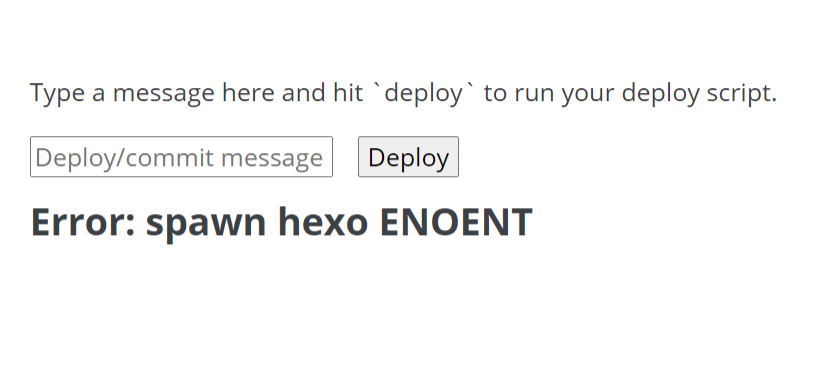 Type a message here and hit `deploy` to run your deploy script.
Deploy/commit message
Deploy
Error: spawn hexo ENOENT